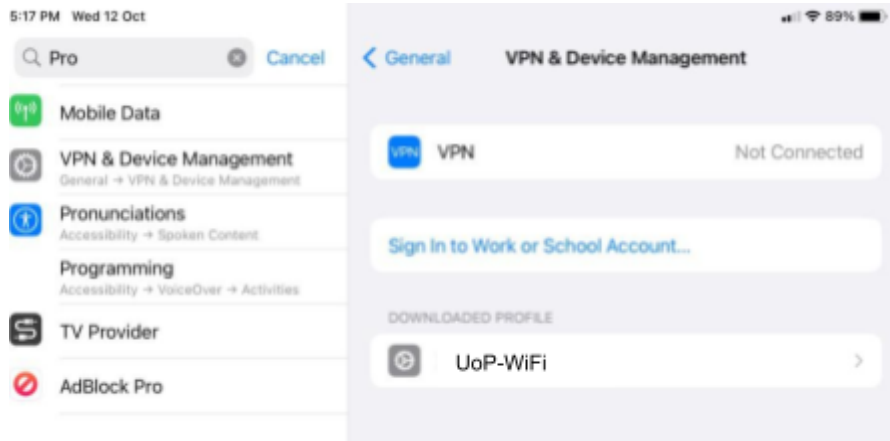 5:17 PM Wed 12 Oct
89%
Pro
Cancel
Mobile Data
VPN & Device Management
General → VPN & Device Management
Pronunciations
Accessibility → Spoken Content
Programming
Accessibility → VoiceOver → Activities
TV Provider
AdBlock Pro
General
VPN & Device Management
VPN
VPN
Not Connected
Sign In to Work or School Account...
DOWNLOADED PROFILE
UoP-WiFi